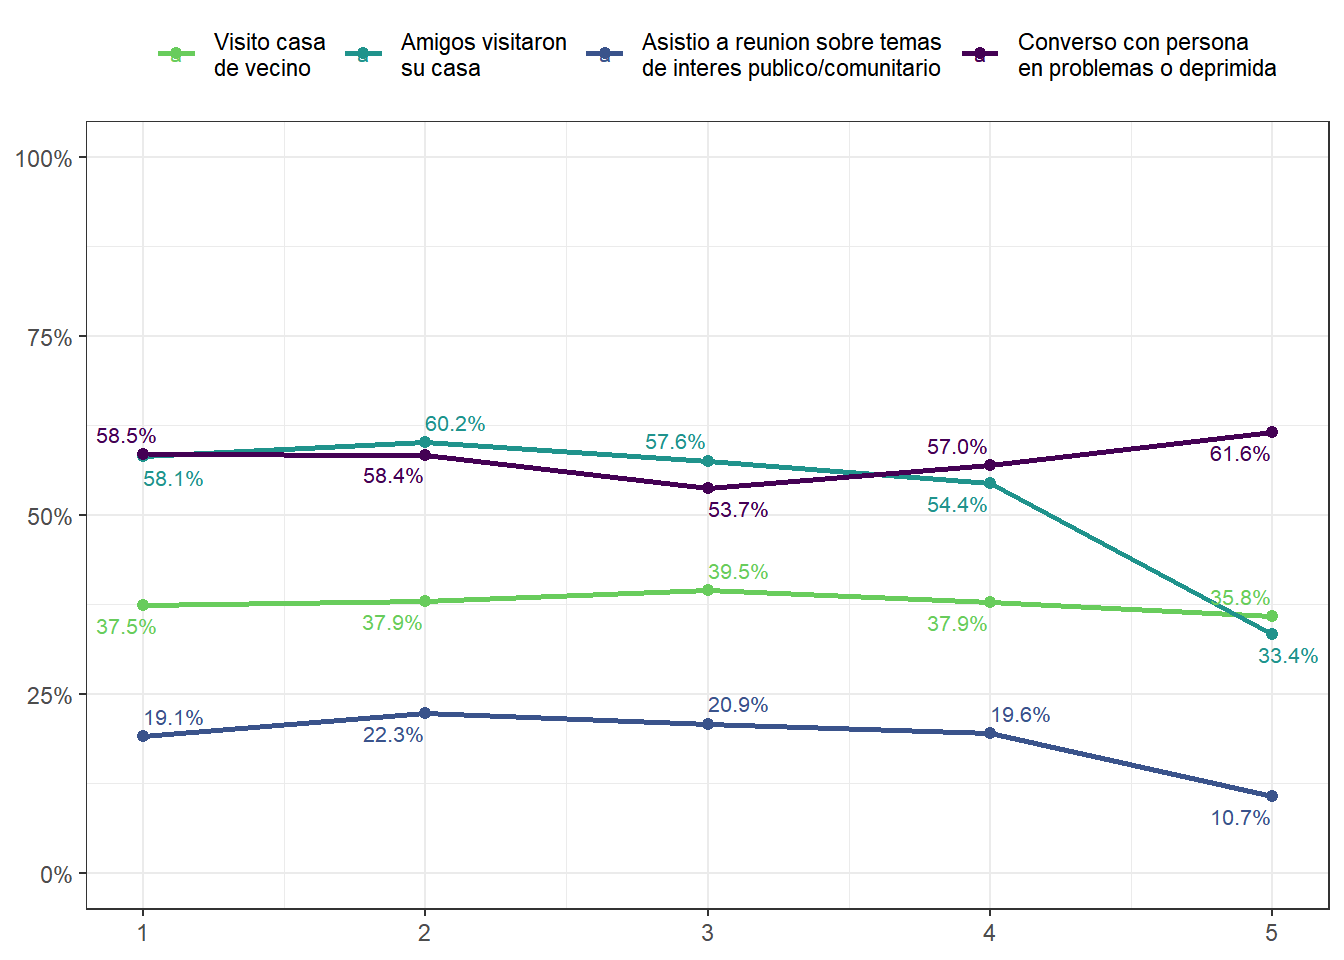 Visito casa
de vecino
Amigos visitaron
su casa
Asistio a reunion sobre temas
de interes publico/comunitario
Converso con persona
en problemas o deprimida
a a a a
100%
75%
50%
25%
0%
58.5%
58.1%
60.2%
58.4%
57.6%
53.7%
57.0%
54.4%
61.6%
37.5%
37.9%
39.5%
37.9%
35.8%
33.4%
19.1%
22.3%
20.9%
19.6%
10.7%
1 2 3 4 5